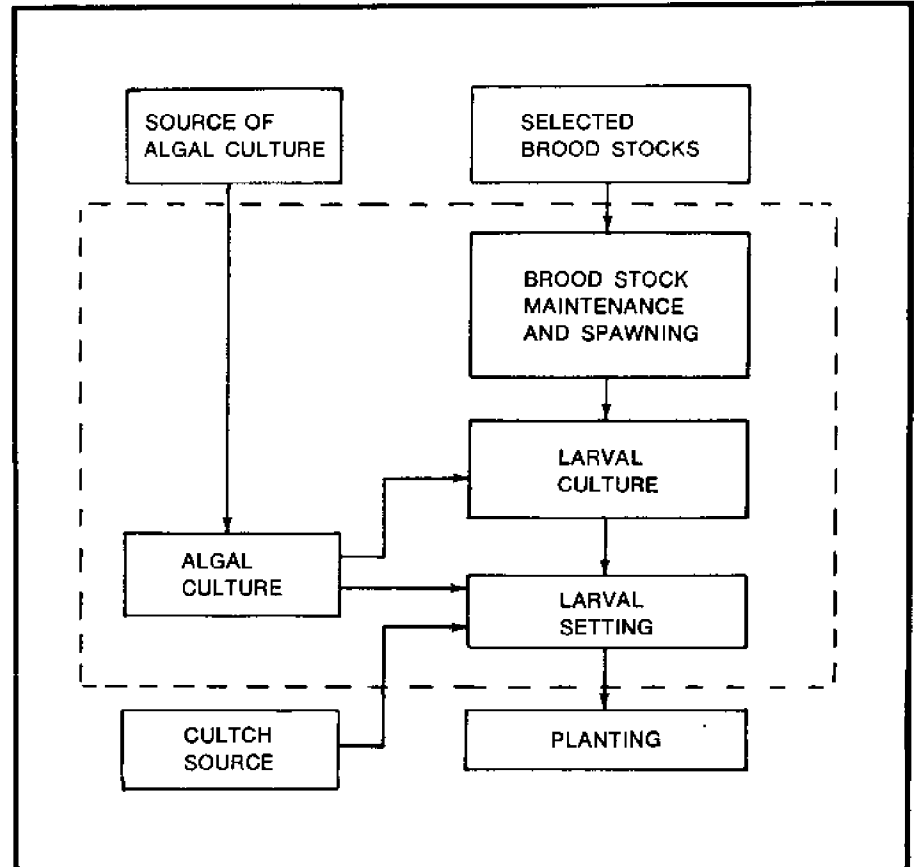 SOURCE OF
ALGAL CULTURE
SELECTED
BROOD STOCKS
BROOD STOCK
MAINTENANCE
AND SPAWNING
LARVAL
CULTURE
ALGAL
CULTURE
LARVAL
SETTING
CULTCH
SOURCE
PLANTING